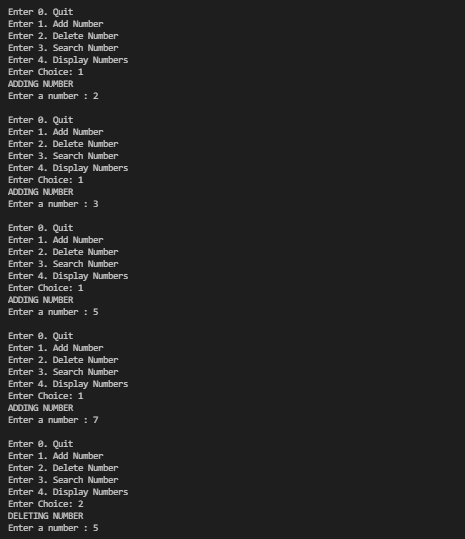 Enter 0. Quit
Enter 1. Add Number
Enter 2. Delete Number
Enter 3. Search Number
Enter 4. Display Numbers
Enter Choice: 1
ADDING NUMBER
Enter a number : 2

Enter 0. Quit
Enter 1. Add Number
Enter 2. Delete Number
Enter 3. Search Number
Enter 4. Display Numbers
Enter Choice: 1
ADDING NUMBER
Enter a number : 3

Enter 0. Quit
Enter 1. Add Number
Enter 2. Delete Number
Enter 3. Search Number
Enter 4. Display Numbers
Enter Choice: 1
ADDING NUMBER
Enter a number : 5

Enter 0. Quit
Enter 1. Add Number
Enter 2. Delete Number
Enter 3. Search Number
Enter 4. Display Numbers
Enter Choice: 1
ADDING NUMBER
Enter a number : 7

Enter 0. Quit
Enter 1. Add Number
Enter 2. Delete Number
Enter 3. Search Number
Enter 4. Display Numbers
Enter Choice: 2
DELETING NUMBER
Enter a number : 5